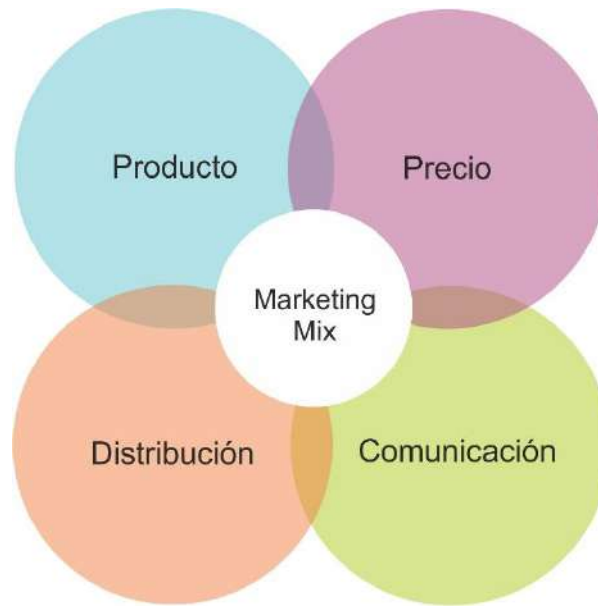 Producto
Precio
Marketing
Mix
Distribución
Comunicación